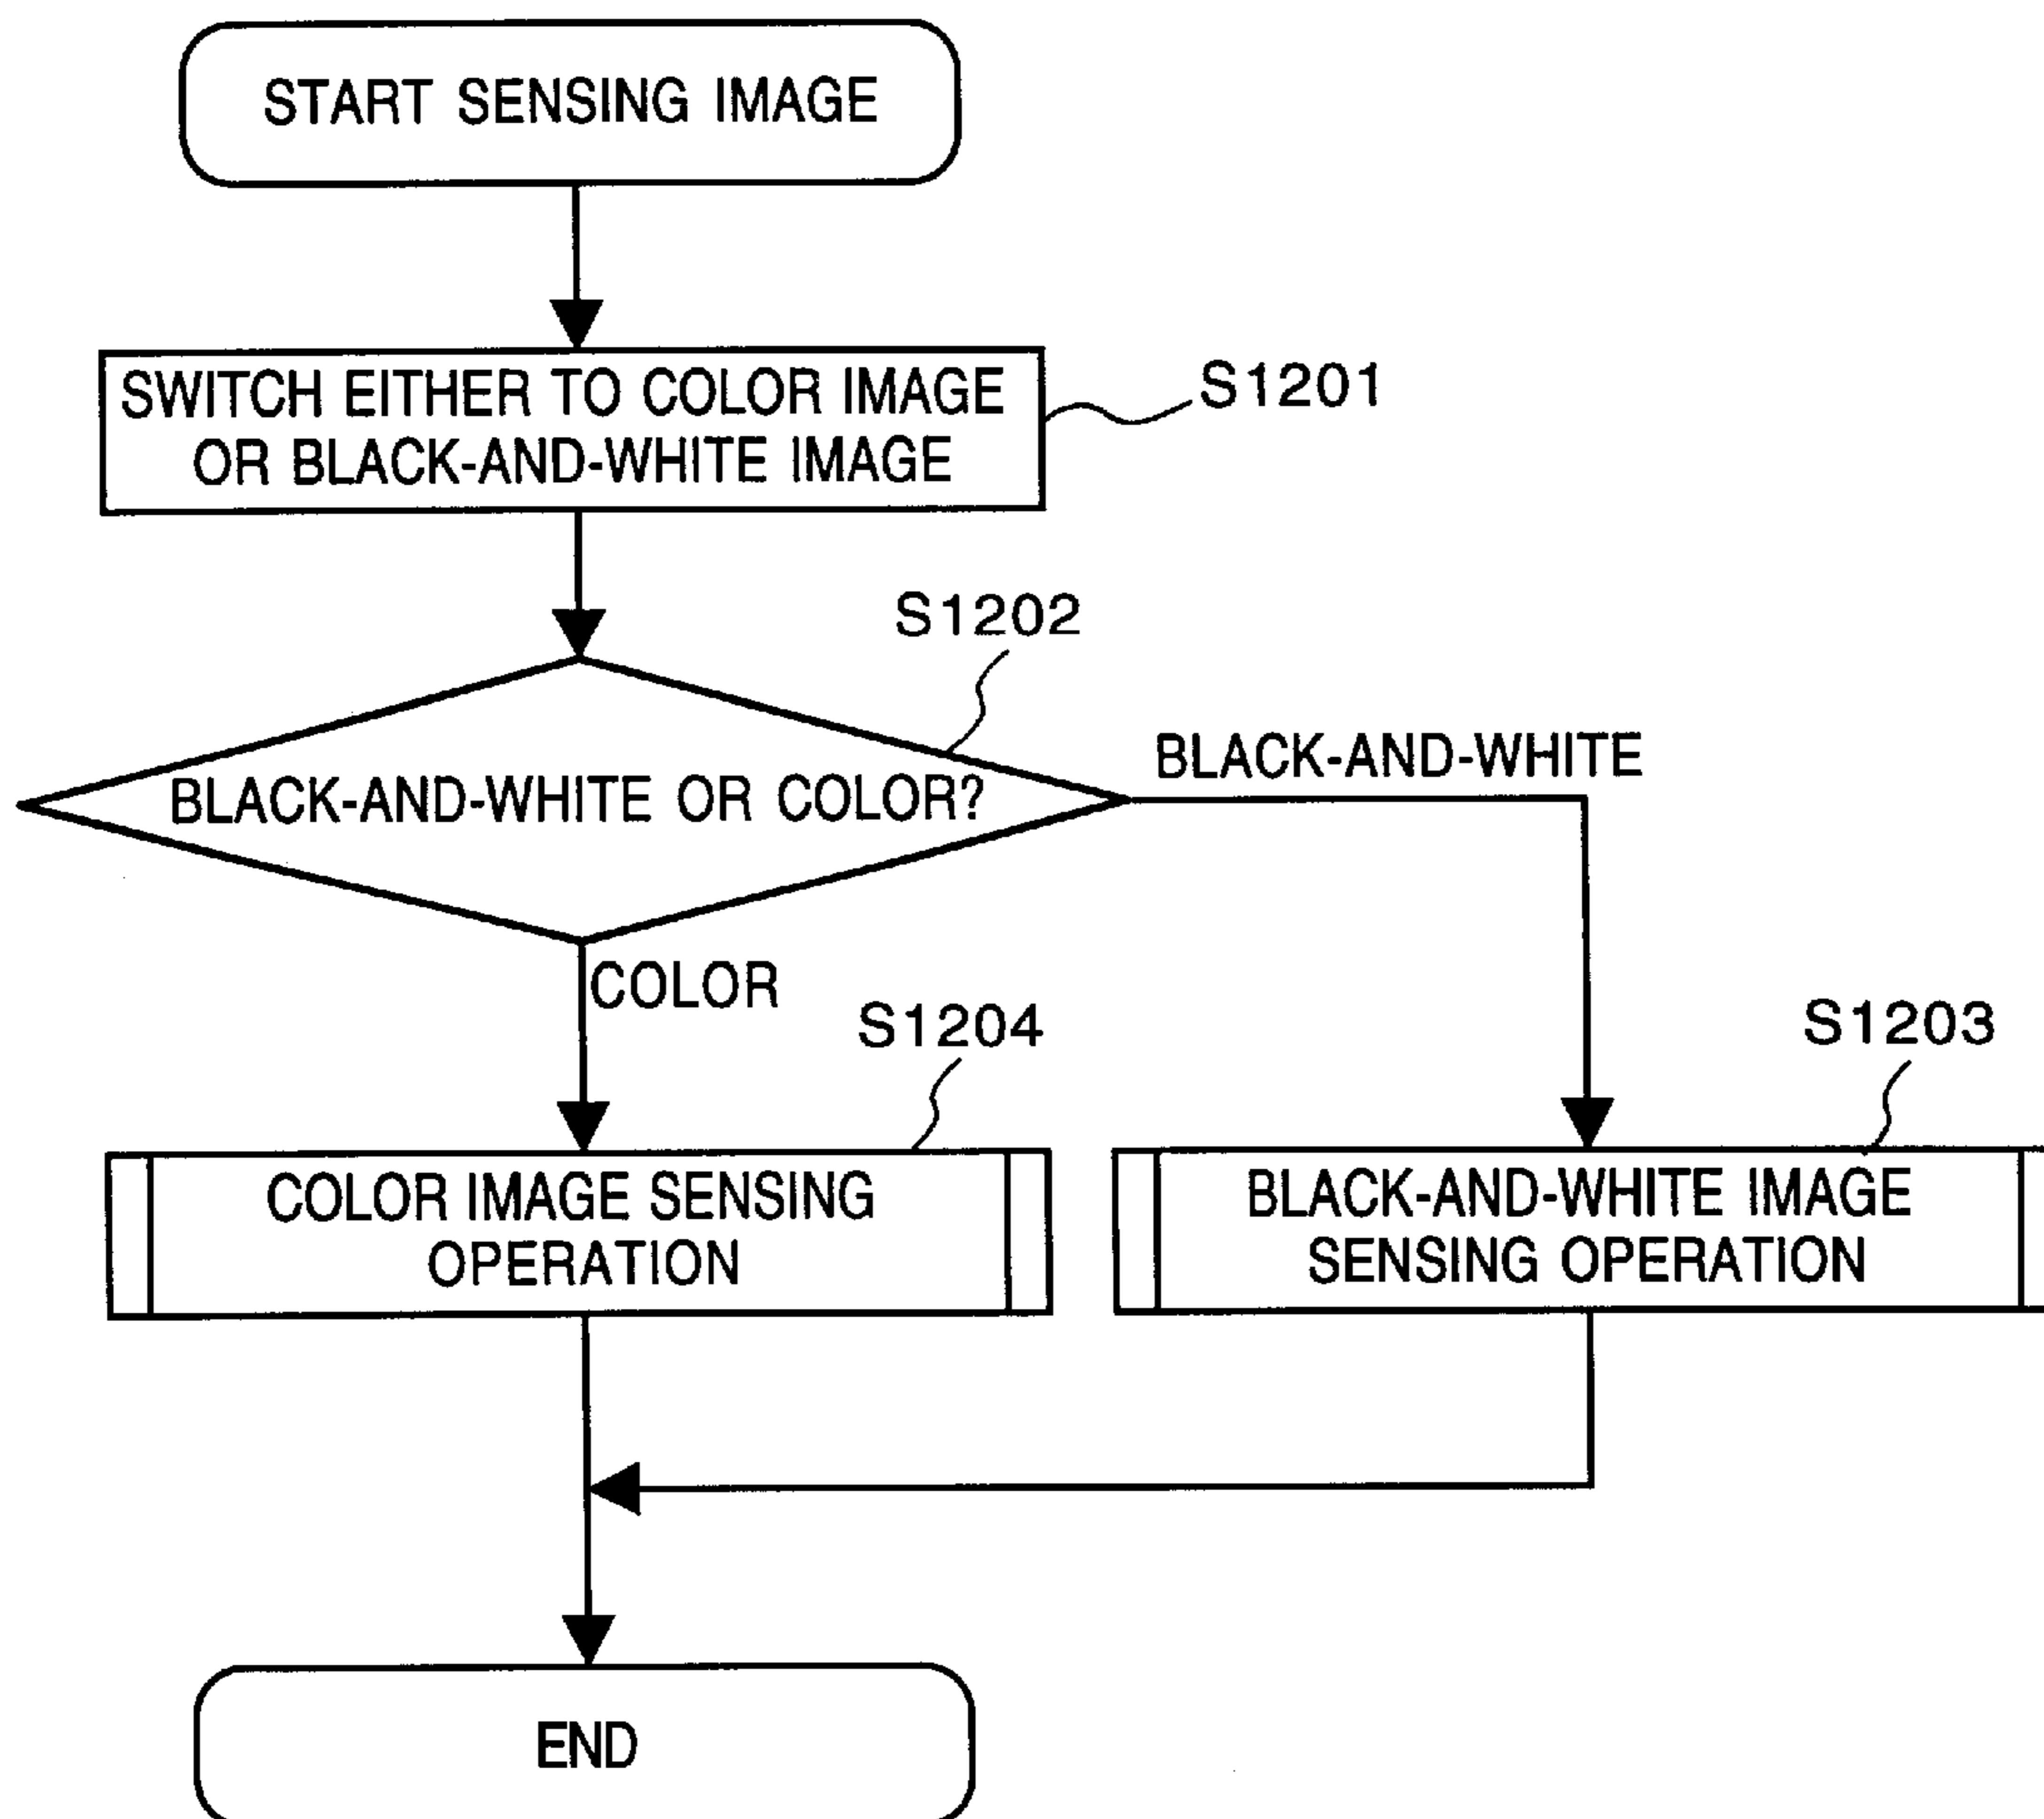 START SENSING IMAGE
SWITCH EITHER TO COLOR IMAGE
OR BLACK-AND-WHITE IMAGE
S1201
S1202
BLACK-AND-WHITE OR COLOR?
BLACK-AND-WHITE
COLOR
S1204
S1203
COLOR IMAGE SENSING
OPERATION
BLACK-AND-WHITE IMAGE
SENSING OPERATION
END